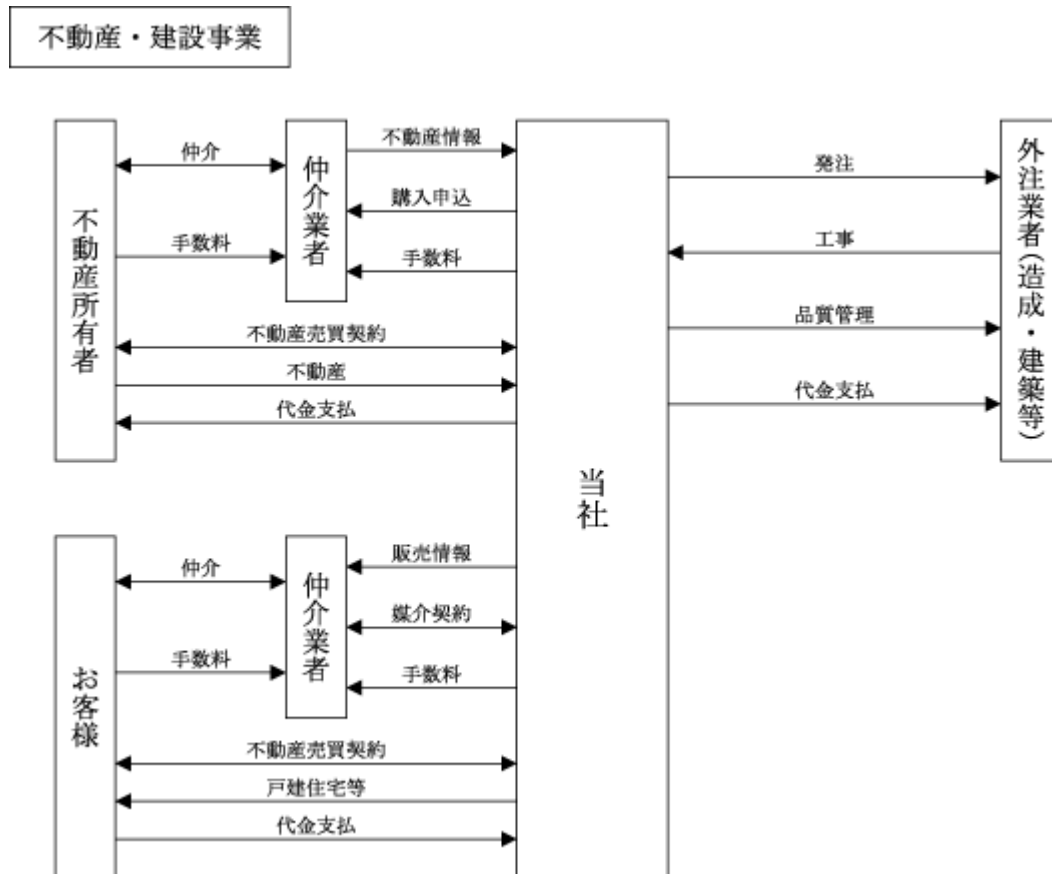 不動産・建設事業
不動産所有者
仲介
手数料
仲介業者
不動産情報
購入申込
手数料
不動産売買契約
不動産
代金支払
当社
発注
工事
品質管理
代金支払
外注業者(造成・建築等)
お客様
仲介
手数料
仲介業者
販売情報
媒介契約
手数料
不動産売買契約
戸建住宅等
代金支払